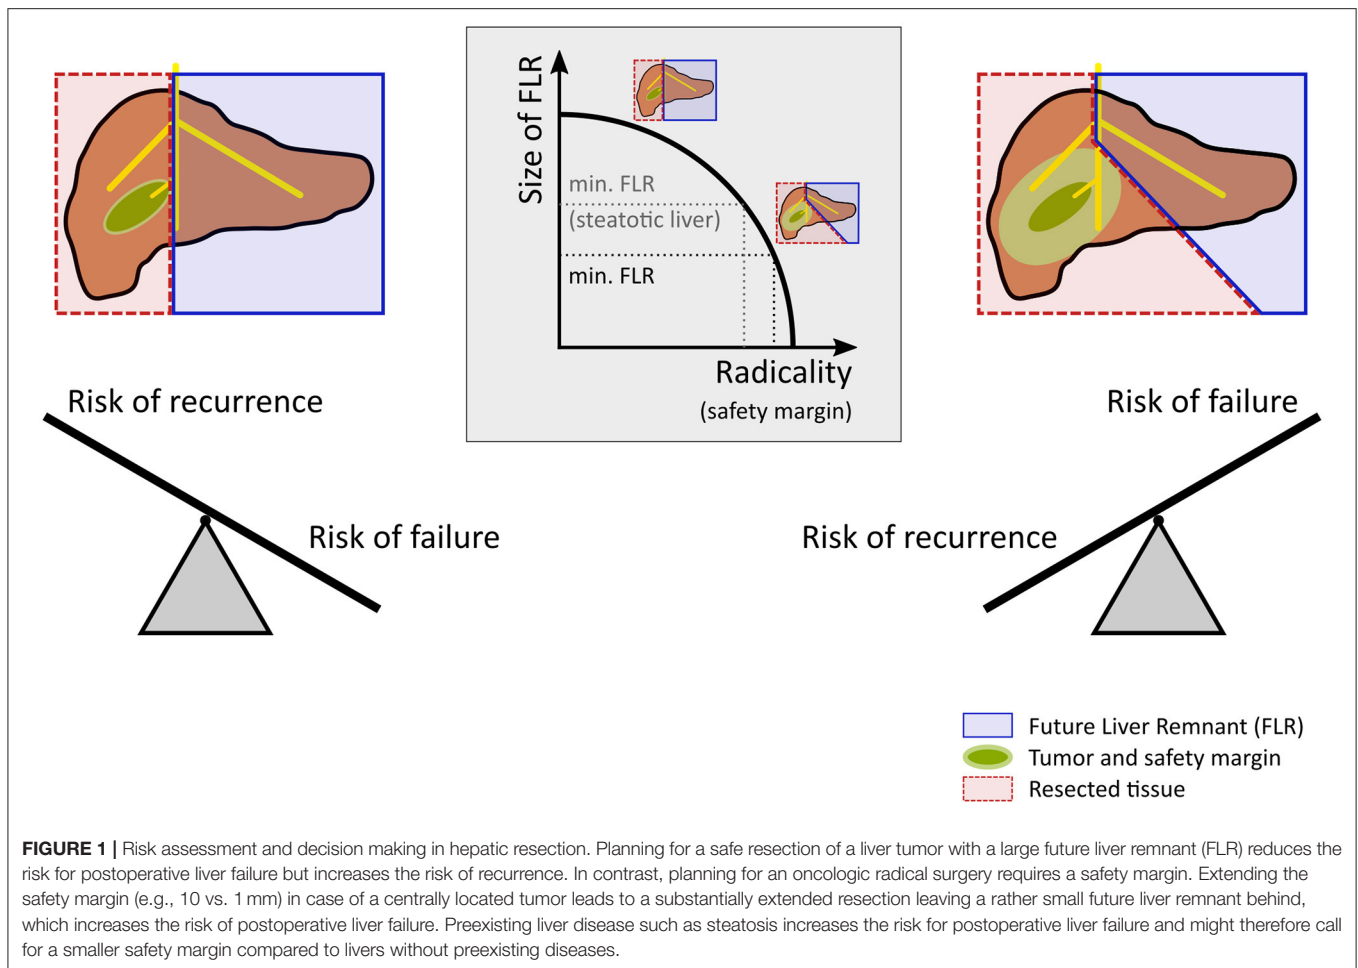 Size of FLR
min. FLR
(steatotic liver)
min. FLR
Radicality
(safety margin)
Risk of recurrence
Risk of failure
Risk of failure
Risk of recurrence
Future Liver Remnant (FLR)
Tumor and safety margin
Resected tissue
FIGURE 1 | Risk assessment and decision making in hepatic resection. Planning for a safe resection of a liver tumor with a large future liver remnant (FLR) reduces the
risk for postoperative liver failure but increases the risk of recurrence. In contrast, planning for an oncologic radical surgery requires a safety margin. Extending the
safety margin (e.g., 10 vs. 1 mm) in case of a centrally located tumor leads to a substantially extended resection leaving a rather small future liver remnant behind,
which increases the risk of postoperative liver failure. Preexisting liver disease such as steatosis increases the risk for postoperative liver failure and might therefore call
for a smaller safety margin compared to livers without preexisting diseases.